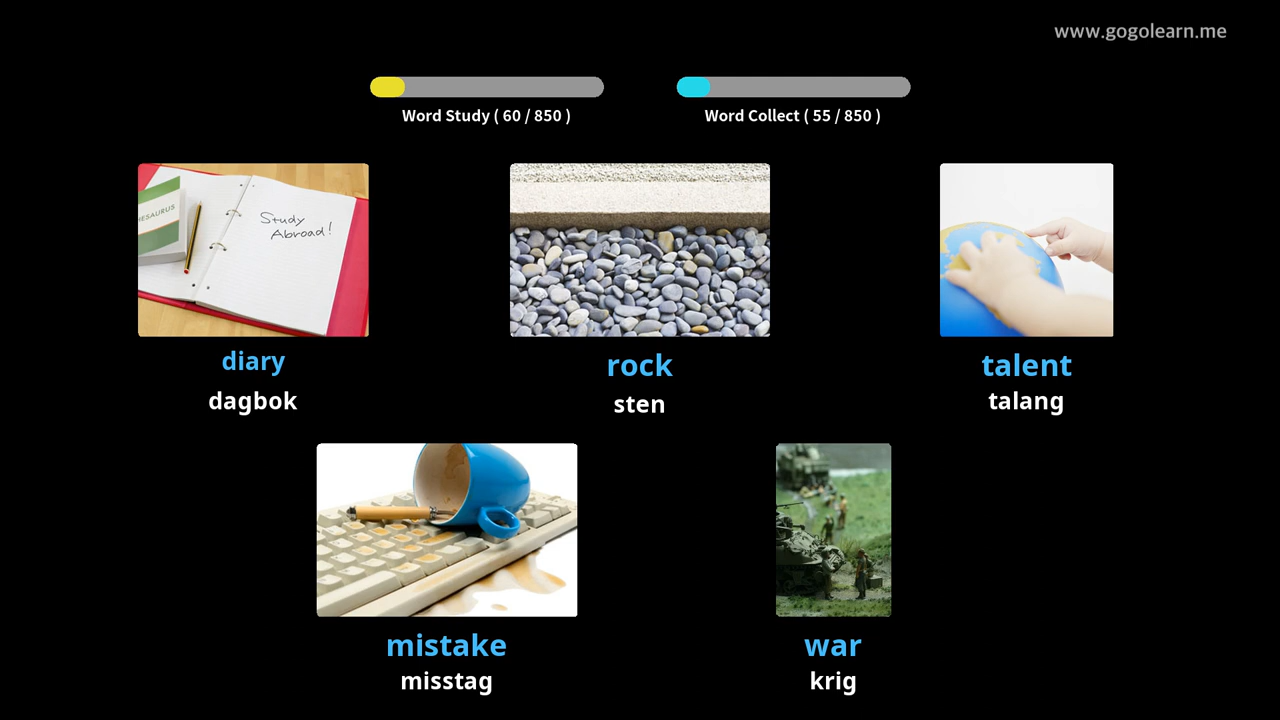 www.gogolearn.me
Word Study ( 60 / 850 )
Word Collect ( 55 / 850 )
HESAURUS
Study
Abroad!
diary
dagbok
rock
sten
talent
talang
mistake
misstag
war
krig